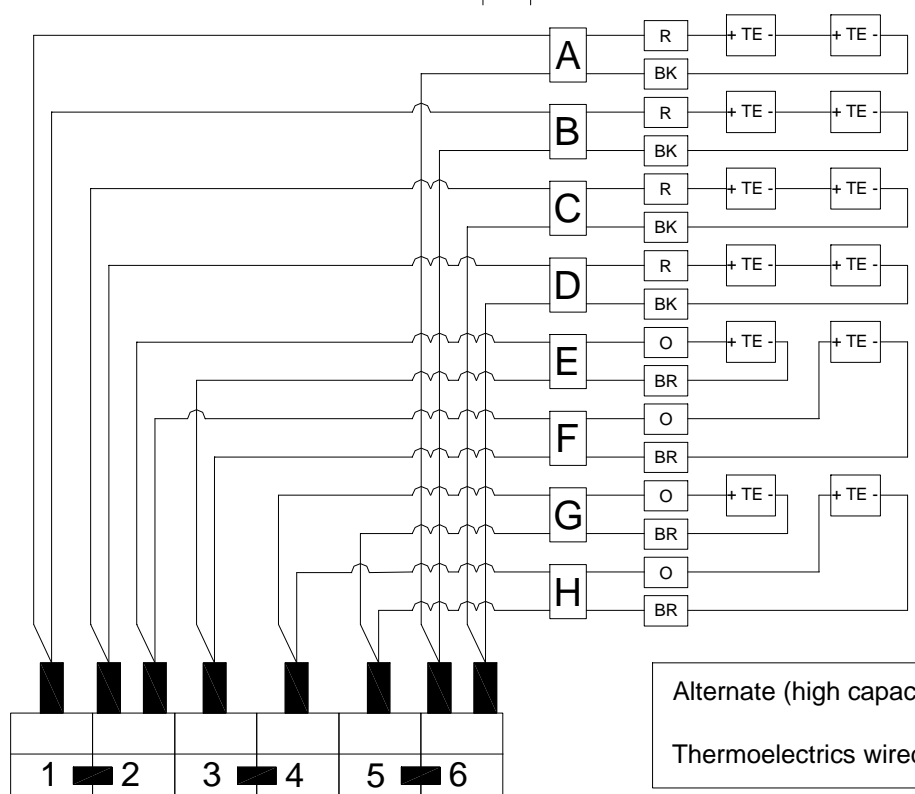 A R + TE - + TE -
BK
B R + TE - + TE -
BK
C R + TE - + TE -
BK
D R + TE - + TE -
BK
E O + TE - + TE -
BR
F O
BR
G O + TE - + TE -
BR
H O
BR
Alternate (high capac
Thermoelectrics wired
1 2 3 4 5 6